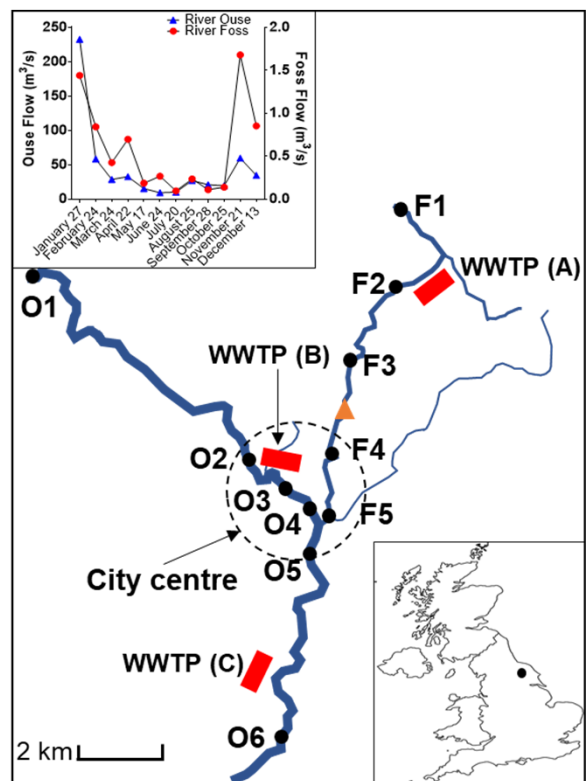 River Ouse
River Foss
Ouse Flow (m³/s)
250
200
150
100
50
0
Foss Flow (m³/s)
2.0
1.5
1.0
0.5
0.0
January 27
February 24
March 24
April 22
May 17
June 24
July 20
August 25
September 28
October 25
November 21
December 13
F1
WWTP (A)
F2
O1
WWTP (B)
F3
O2
F4
O3
O4
F5
City centre
O5
WWTP (C)
O6
2 km